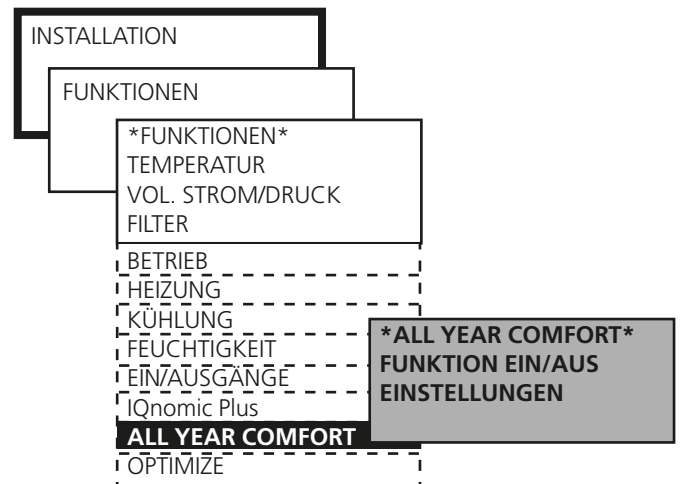 INSTALLATION
FUNKTIONEN
*FUNKTIONEN*
TEMPERATUR
VOL. STROM/DRUCK
FILTER
BETRIEB
HEIZUNG
KÜHLUNG
FEUCHTIGKEIT
EIN/AUSGÄNGE
IQnomic Plus
ALL YEAR COMFORT
OPTIMIZE
*ALL YEAR COMFORT*
FUNKTION EIN/AUS
EINSTELLUNGEN